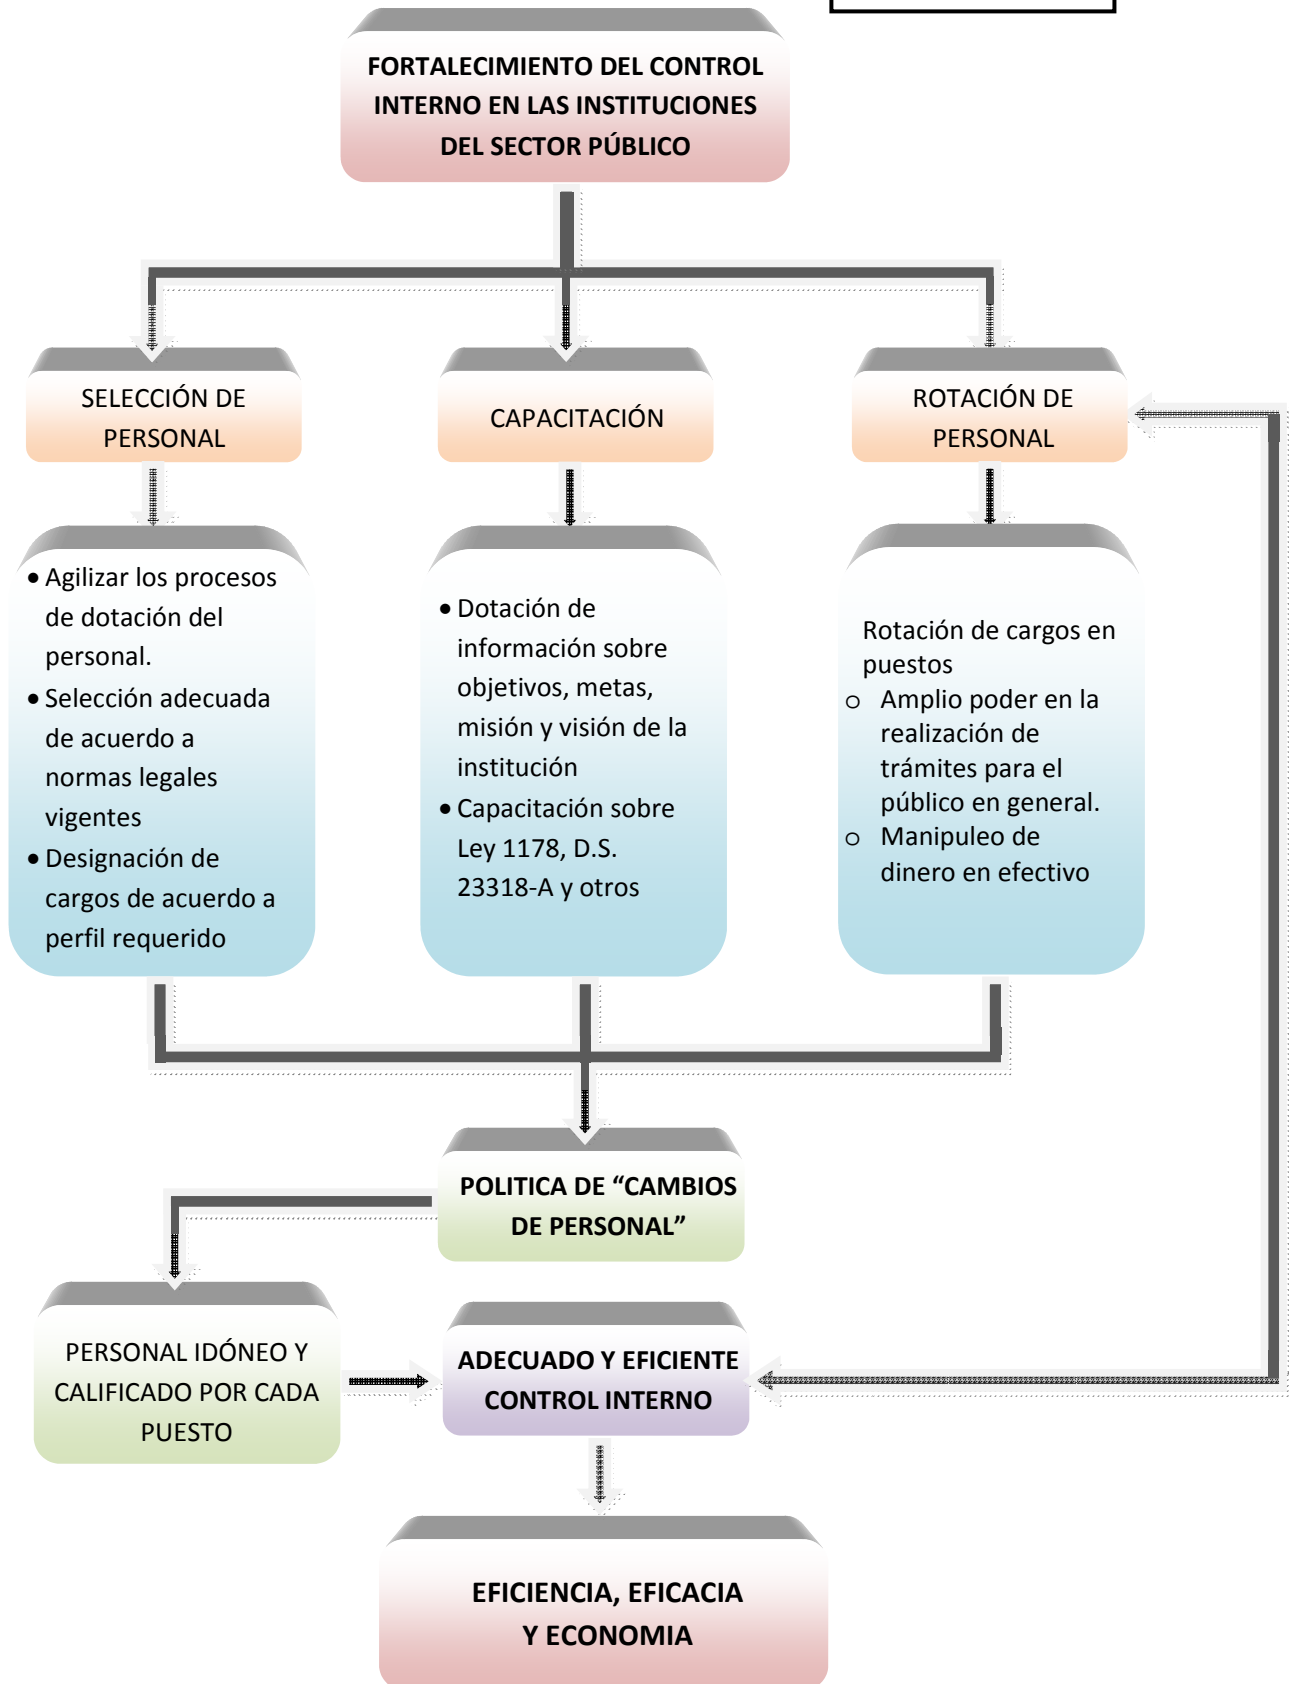 FORTALECIMIENTO DEL CONTROL
INTERNO EN LAS INSTITUCIONES
DEL SECTOR PÚBLICO
SELECCIÓN DE
PERSONAL
CAPACITACIÓN
ROTACIÓN DE
PERSONAL
• Agilizar los procesos
de dotación del
personal.
• Selección adecuada
de acuerdo a
normas legales
vigentes
• Designación de
cargos de acuerdo a
perfil requerido
• Dotación de
información sobre
objetivos, metas,
misión y visión de la
institución
• Capacitación sobre
Ley 1178, D.S.
23318-A y otros
Rotación de cargos en
puestos
o Amplio poder en la
realización de
trámites para el
público en general.
o Manipuleo de
dinero en efectivo
POLITICA DE “CAMBIOS
DE PERSONAL”
PERSONAL IDÓNEO Y
CALIFICADO POR CADA
PUESTO
ADECUADO Y EFICIENTE
CONTROL INTERNO
EFICIENCIA, EFICACIA
Y ECONOMIA